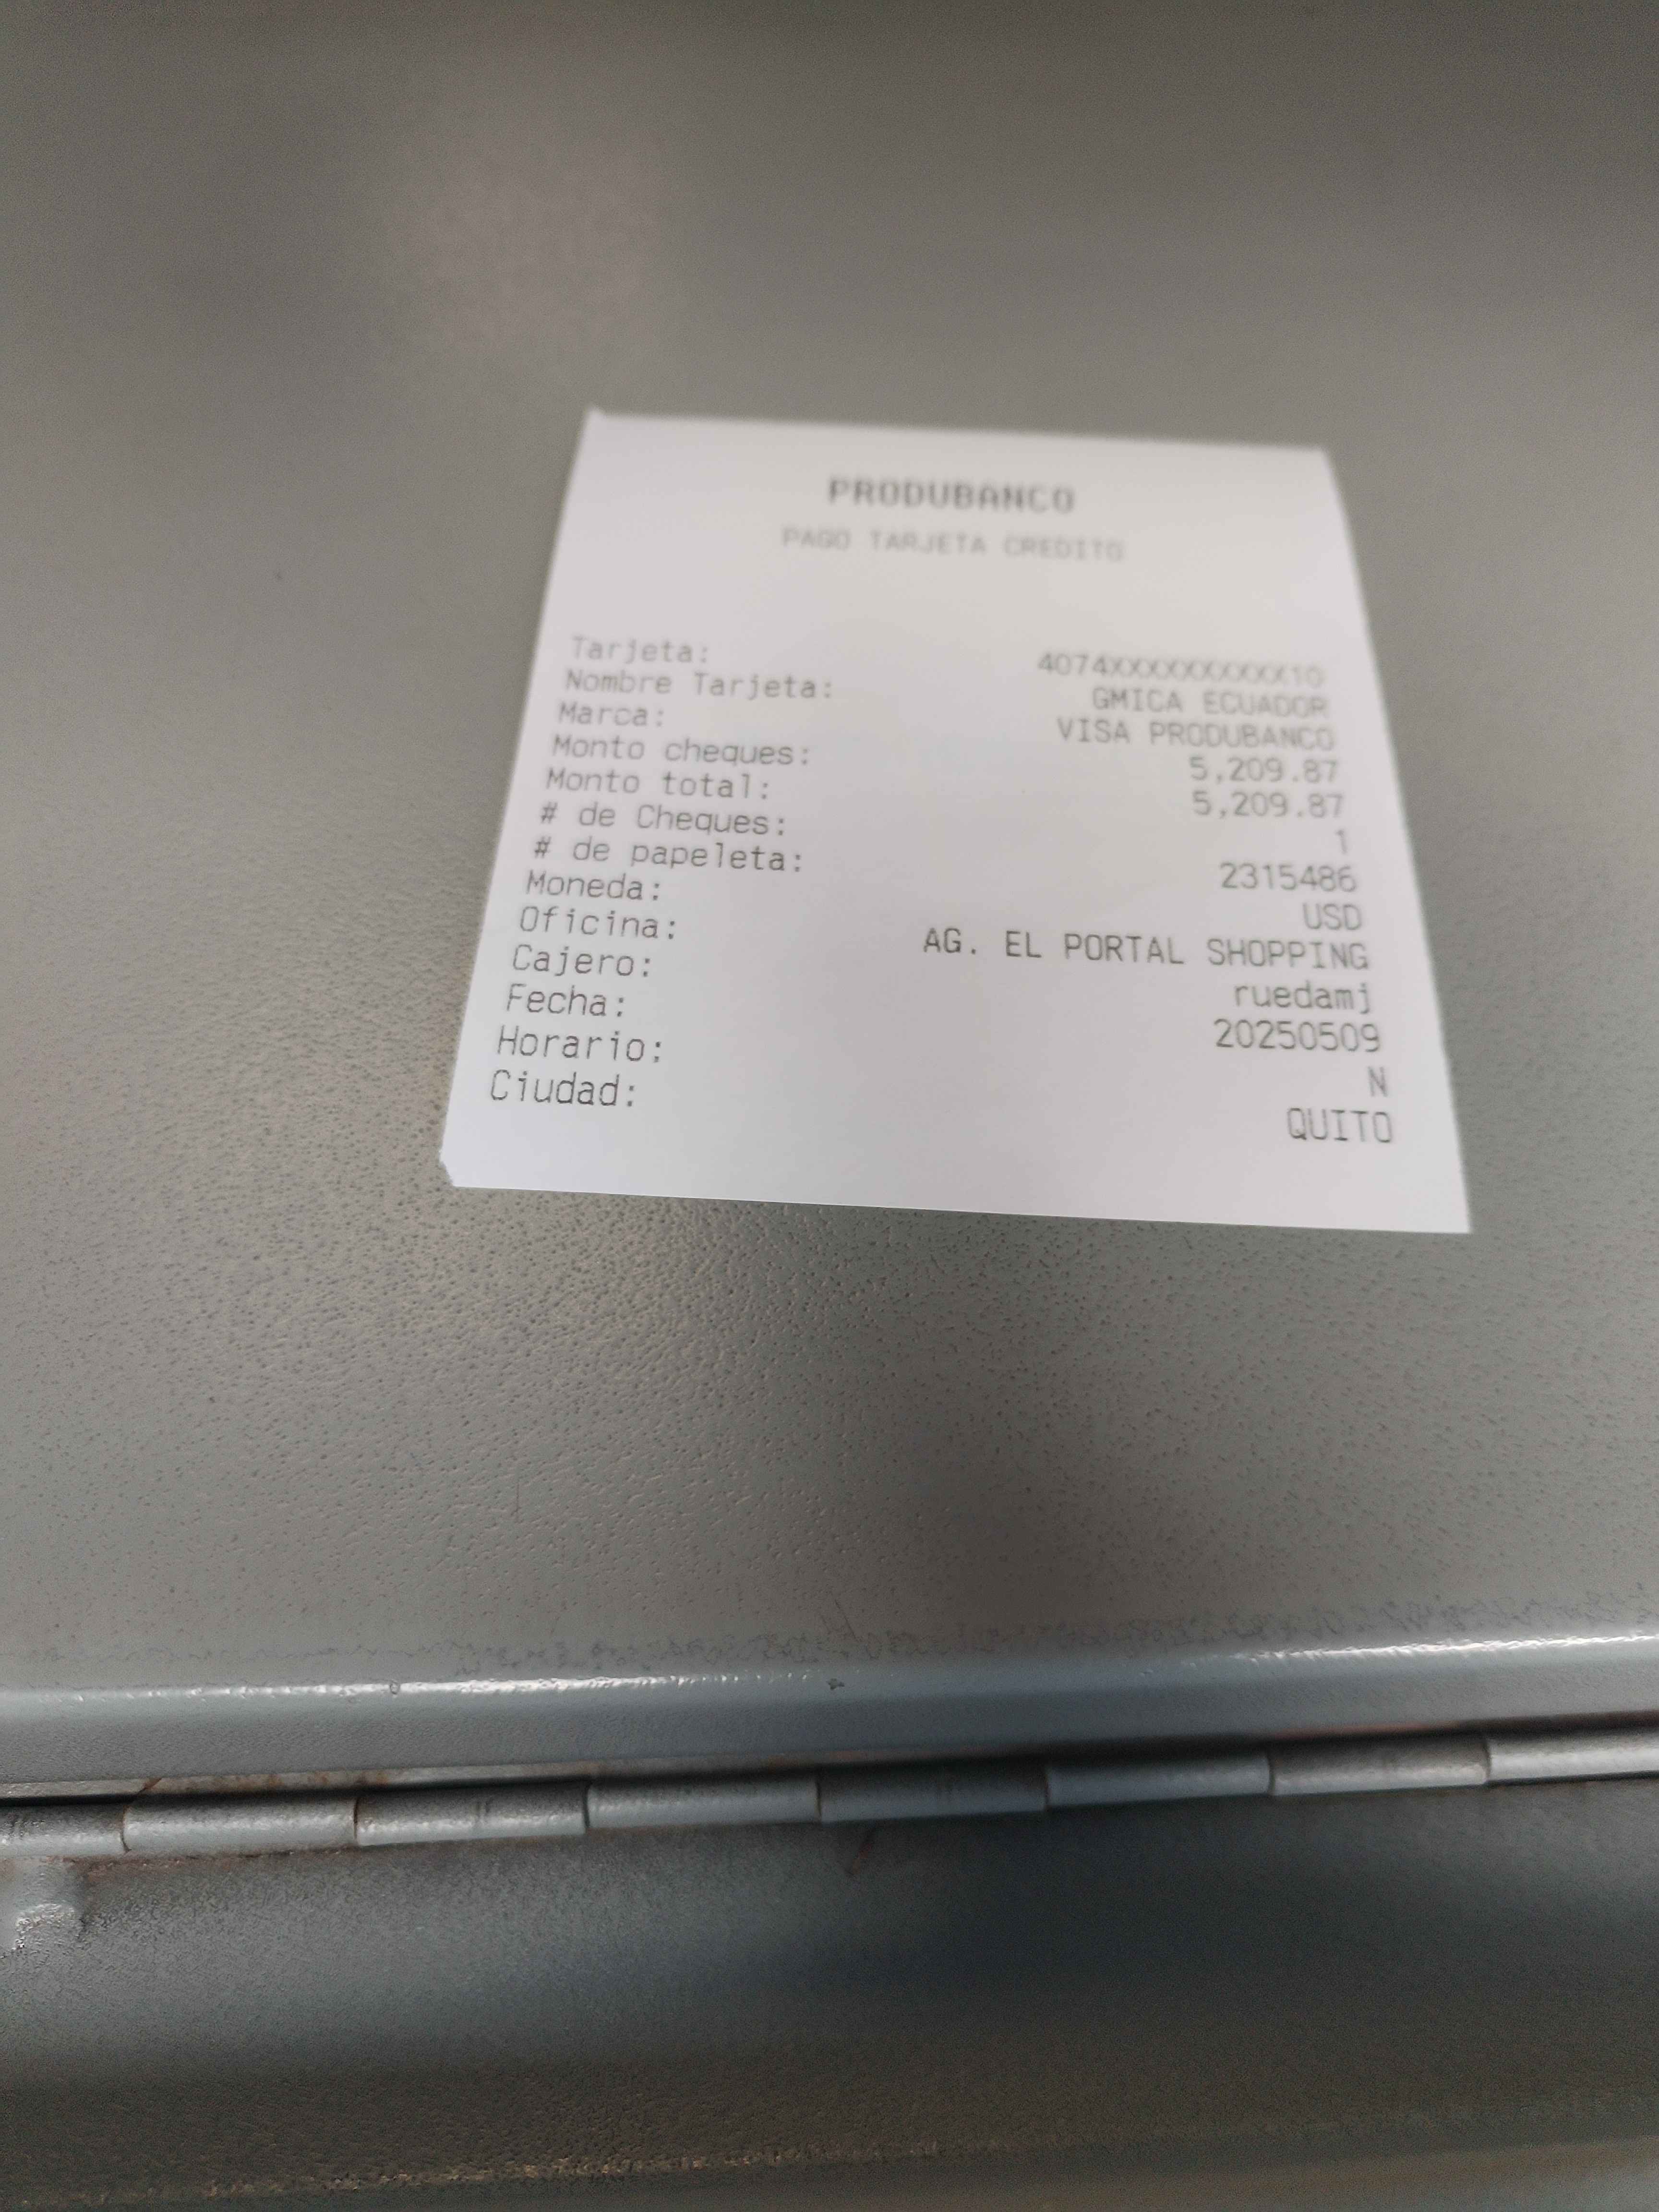 PRODUBANCO
PAGO TARJETA CREDITO
Tarjeta: 4074XXXXXXXXXX10
Nombre Tarjeta: GMICA ECUADOR
Marca: VISA PRODUBANCO
Monto cheques: 5,209.87
Monto total: 5,209.87
# de Cheques: 1
# de papeleta: 2315486
Moneda: USD
Oficina: AG. EL PORTAL SHOPPING
Cajero: ruedamj
Fecha: 20250509
Horario: N
Ciudad: QUITO